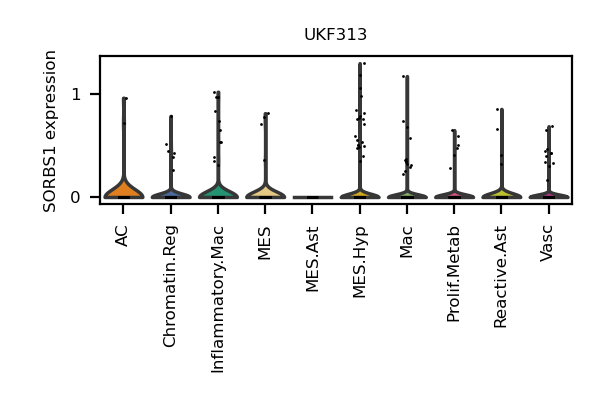 UKF313
SORBS1 expression
1
0
AC
Chromatin.Reg
Inflammatory.Mac
MES
MES.Ast
MES.Hyp
Mac
Prolif.Metab
Reactive.Ast
Vasc